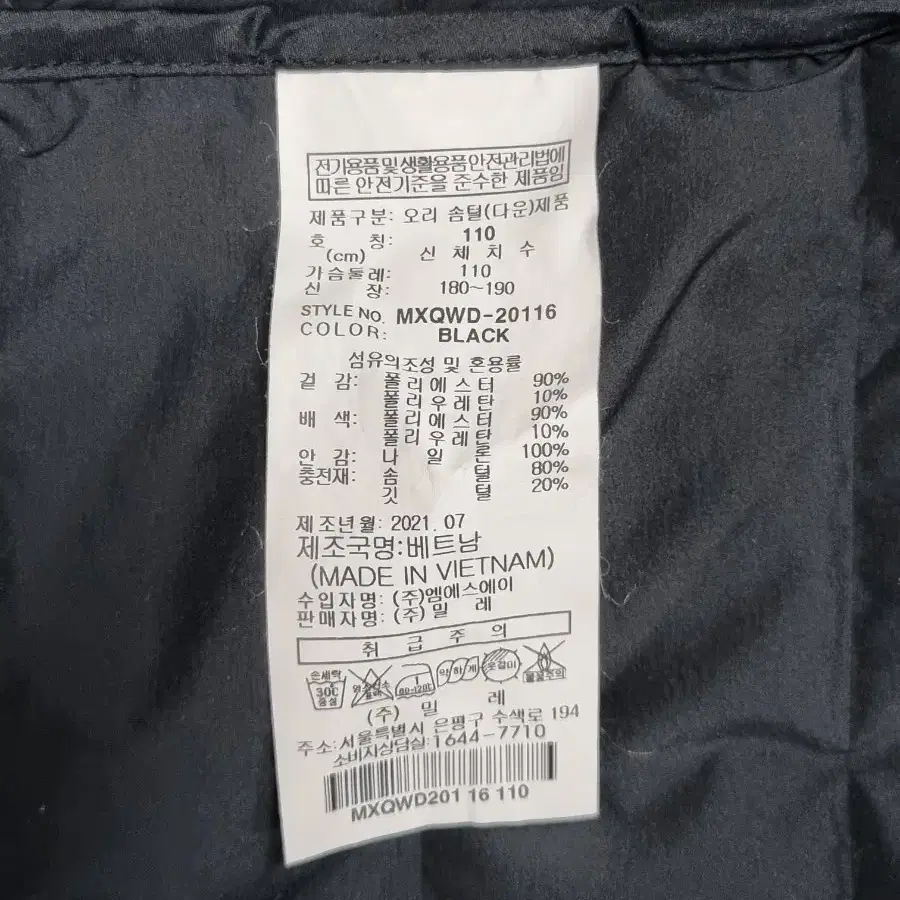 전기용품및생활용품안전관리법에
따른 안전기준을 준수한 제품임
제품구분: 오리 솜털(다운)제품
호 칭: 110
(cm) 신 체 치 수
가슴둘레: 110
신 장: 180~190
STYLE NO. MXQWD-20116
COLOR: BLACK
섬유의조성 및 혼용률
겉 감: 폴리에스터 90%
폴리우레탄 10%
배 색: 폴리에스터 90%
폴리우레탄 10%
안 감: 나 일 론 100%
충전재: 솜 털 80%
깃 털 20%
제조년월: 2021. 07
제조국명:베트남
(MADE IN VIETNAM)
수입자명: (주)엠에스에이
판매자명: (주) 밀 레
취 급 주 의
손세탁 30C 중성
약하게
옷걸이
(주) 밀 레
주소:서울특별시 은평구 수색로 194
소비자상담실:1644-7710
MXQWD201 16 110